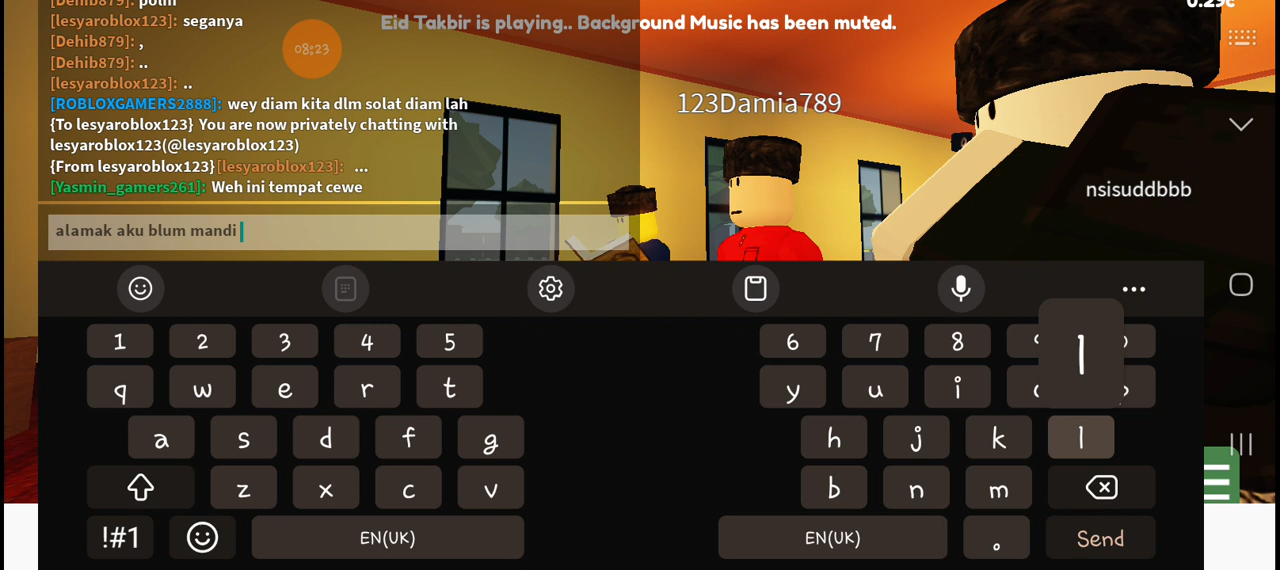 [Dehib879]: poln
[lesyaroblox123]: seganya
[Dehib879]: ,
[Dehib879]: ..
[lesyaroblox123]: ..
[ROBLOXGAMERS2888]: wey diam kita dlm solat diam lah
{To lesyaroblox123} You are now privately chatting with
lesyaroblox123(@lesyaroblox123)
{From lesyaroblox123}[lesyaroblox123]: ...
[Yasmin_gamers261]: Weh ini tempat cewe
alamak aku blum mandi
08:23
Eid Takbir is playing.. Background Music has been muted.
123Damia789
nsisuddbbb
1 2 3 4 5 6 7 8
q w e r t y u i
a s d f g h j k l
l
z x c v b n m
!#1 EN(UK) EN(UK) . Send